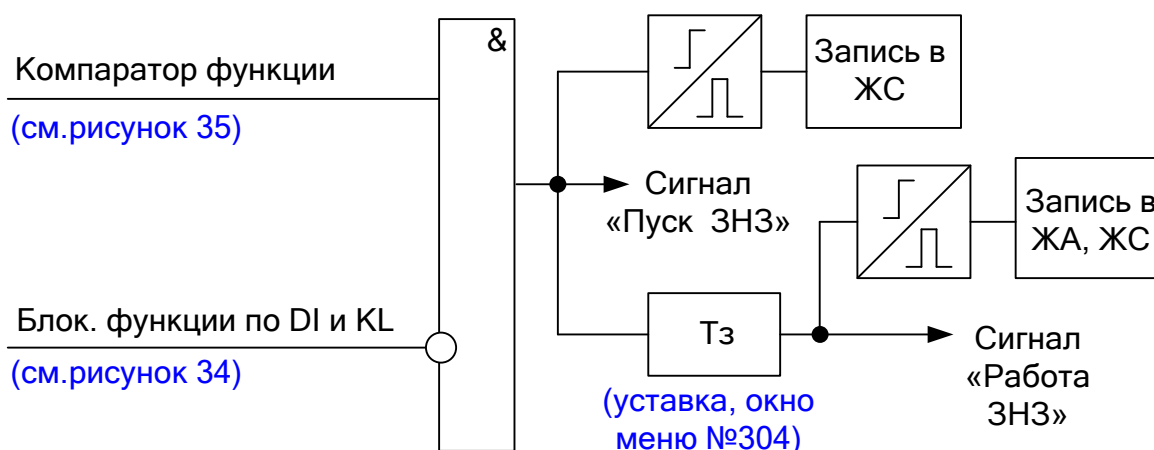 &
Компаратор функции
(см.рисунок 35)
Запись в
ЖС
Сигнал
«Пуск ЗНЗ»
Запись в
ЖА, ЖС
Блок. функции по DI и KL
(см.рисунок 34)
Тз
(уставка, окно
меню №304)
Сигнал
«Работа
ЗНЗ»